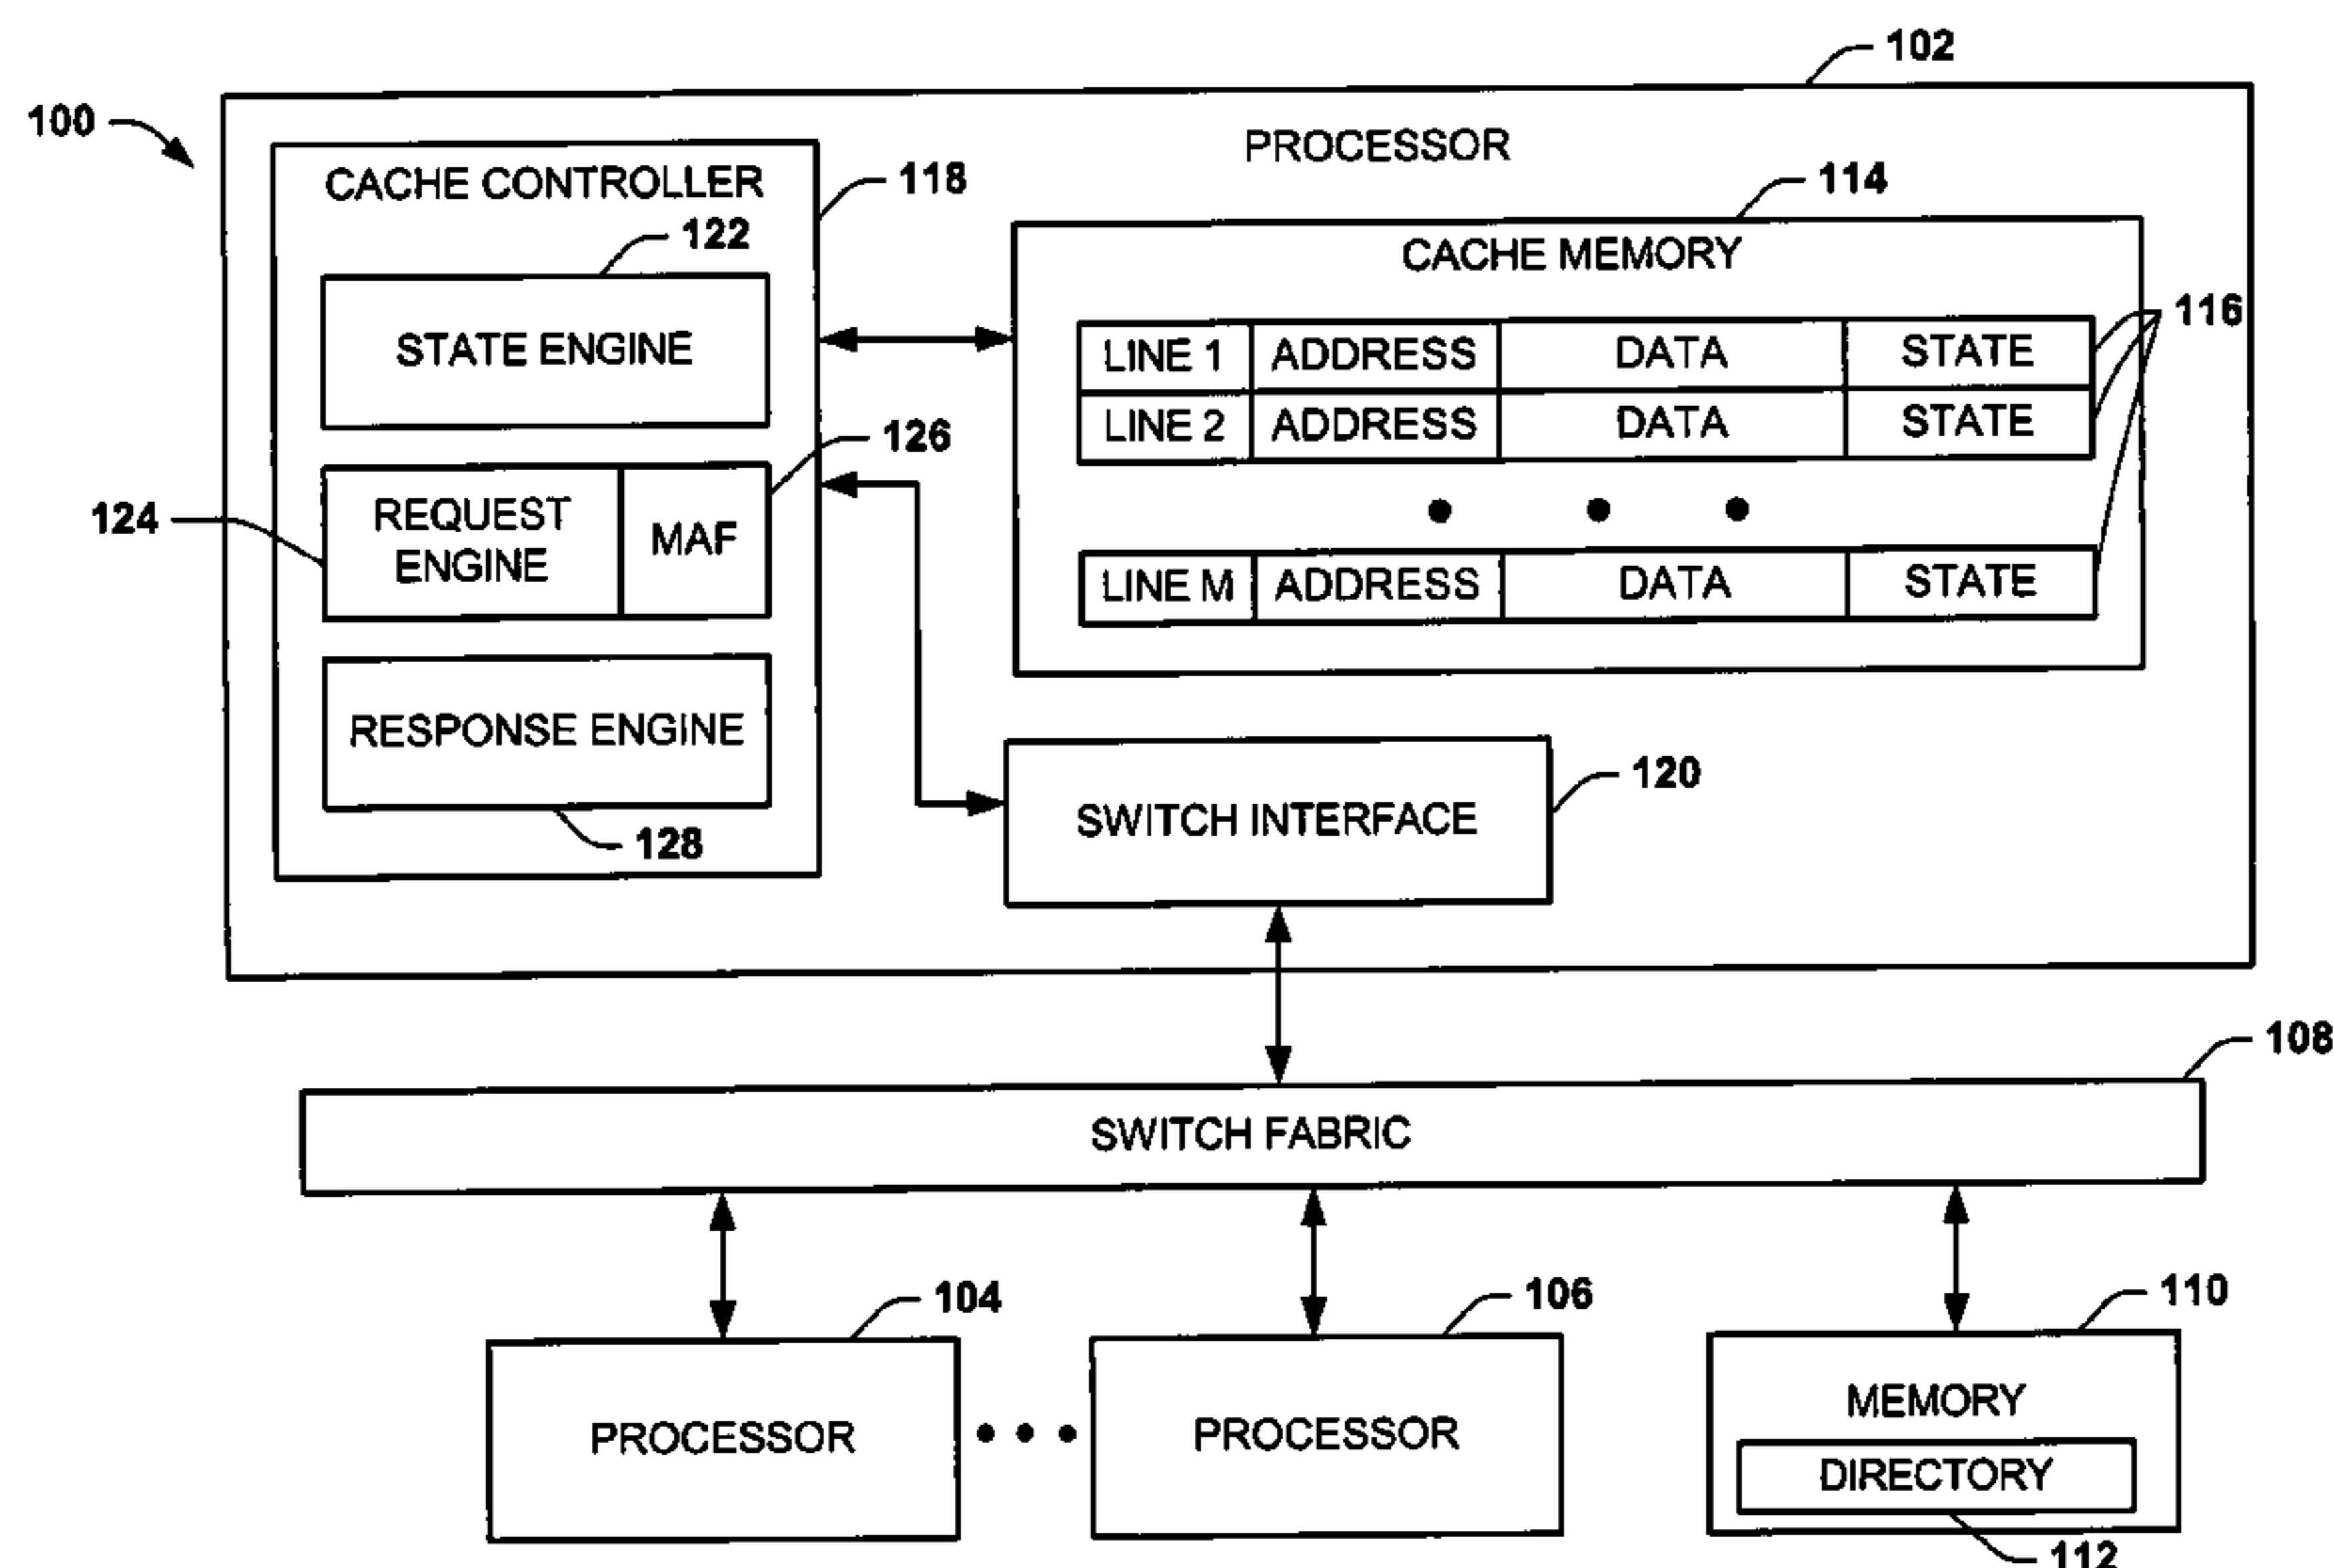 102
100
PROCESSOR
CACHE CONTROLLER
118
114
122
CACHE MEMORY
STATE ENGINE
116
LINE 1 ADDRESS DATA STATE
LINE 2 ADDRESS DATA STATE
126
124
REQUEST
ENGINE
MAF
LINE M ADDRESS DATA STATE
RESPONSE ENGINE
128
120
SWITCH INTERFACE
108
SWITCH FABRIC
104
106
110
PROCESSOR
PROCESSOR
MEMORY
DIRECTORY
112